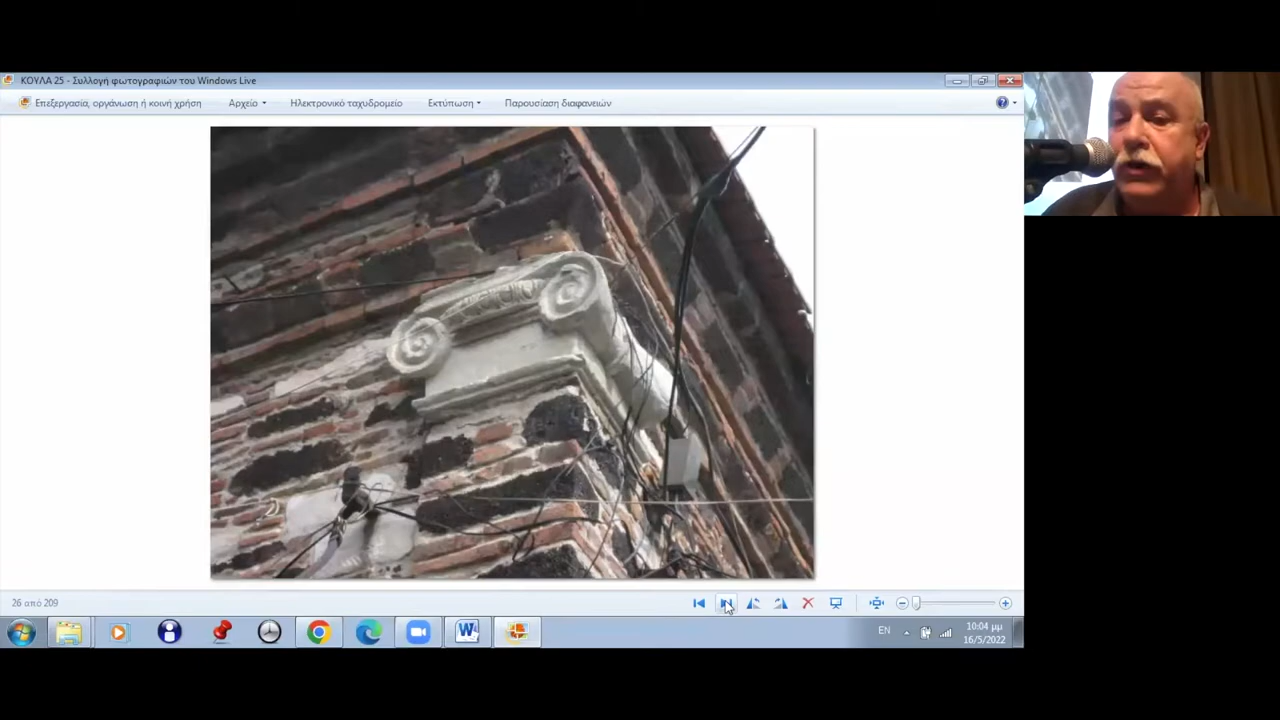 ΚΟΥΛΑ 25 - Συλλογή φωτογραφιών του Windows Live
Επεξεργασία, οργάνωση ή κοινή χρήση Αρχείο Ηλεκτρονικό ταχυδρομείο Εκτύπωση Παρουσίαση διαφανειών
26 από 209
EN
10:04 μμ
16/5/2022